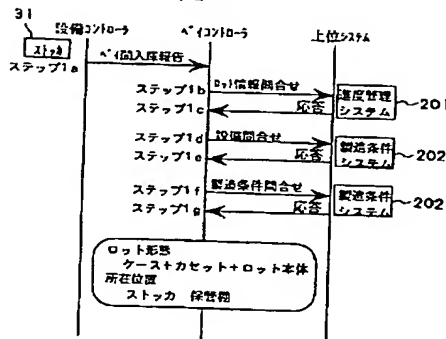 31
設備コントローラ
ベイコントローラ
上位システム
ストッカ
ステップ1a
ベイ間入庫報告
ステップ1b
ロット情報問合せ
進度管理
システム
201
ステップ1c
応答
ステップ1d
設備問合せ
製造条件
システム
202
ステップ1e
応答
ステップ1f
製造条件問合せ
製造条件
システム
202
ステップ1g
応答
ロット形態
ケース+カセット+ロット本体
所在位置
ストッカ 保管棚